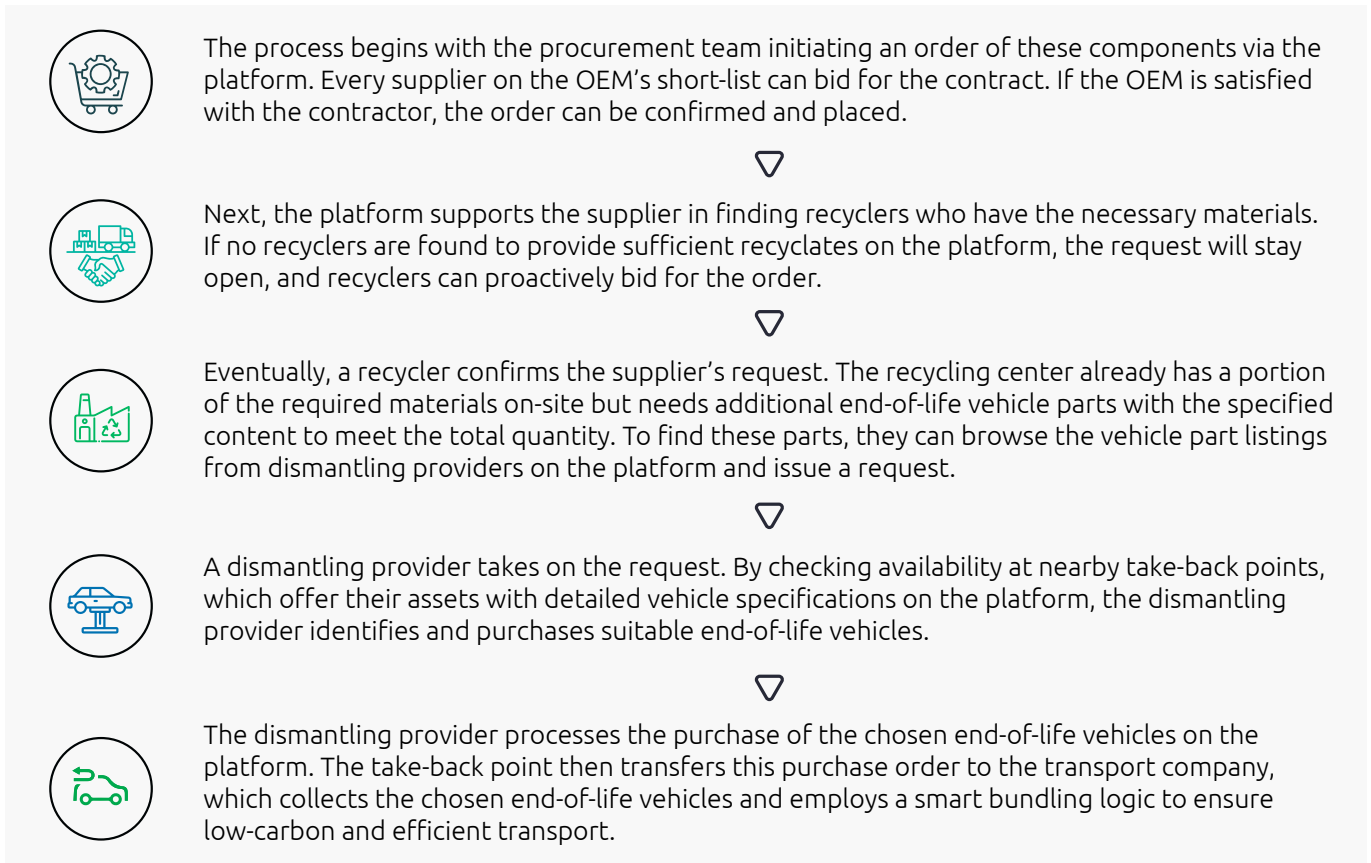 The process begins with the procurement team initiating an order of these components via the
platform. Every supplier on the OEM’s short-list can bid for the contract. If the OEM is satisfied
with the contractor, the order can be confirmed and placed.
Next, the platform supports the supplier in finding recyclers who have the necessary materials.
If no recyclers are found to provide sufficient recyclates on the platform, the request will stay
open, and recyclers can proactively bid for the order.
Eventually, a recycler confirms the supplier’s request. The recycling center already has a portion
of the required materials on-site but needs additional end-of-life vehicle parts with the specified
content to meet the total quantity. To find these parts, they can browse the vehicle part listings
from dismantling providers on the platform and issue a request.
A dismantling provider takes on the request. By checking availability at nearby take-back points,
which offer their assets with detailed vehicle specifications on the platform, the dismantling
provider identifies and purchases suitable end-of-life vehicles.
The dismantling provider processes the purchase of the chosen end-of-life vehicles on the
platform. The take-back point then transfers this purchase order to the transport company,
which collects the chosen end-of-life vehicles and employs a smart bundling logic to ensure
low-carbon and efficient transport.